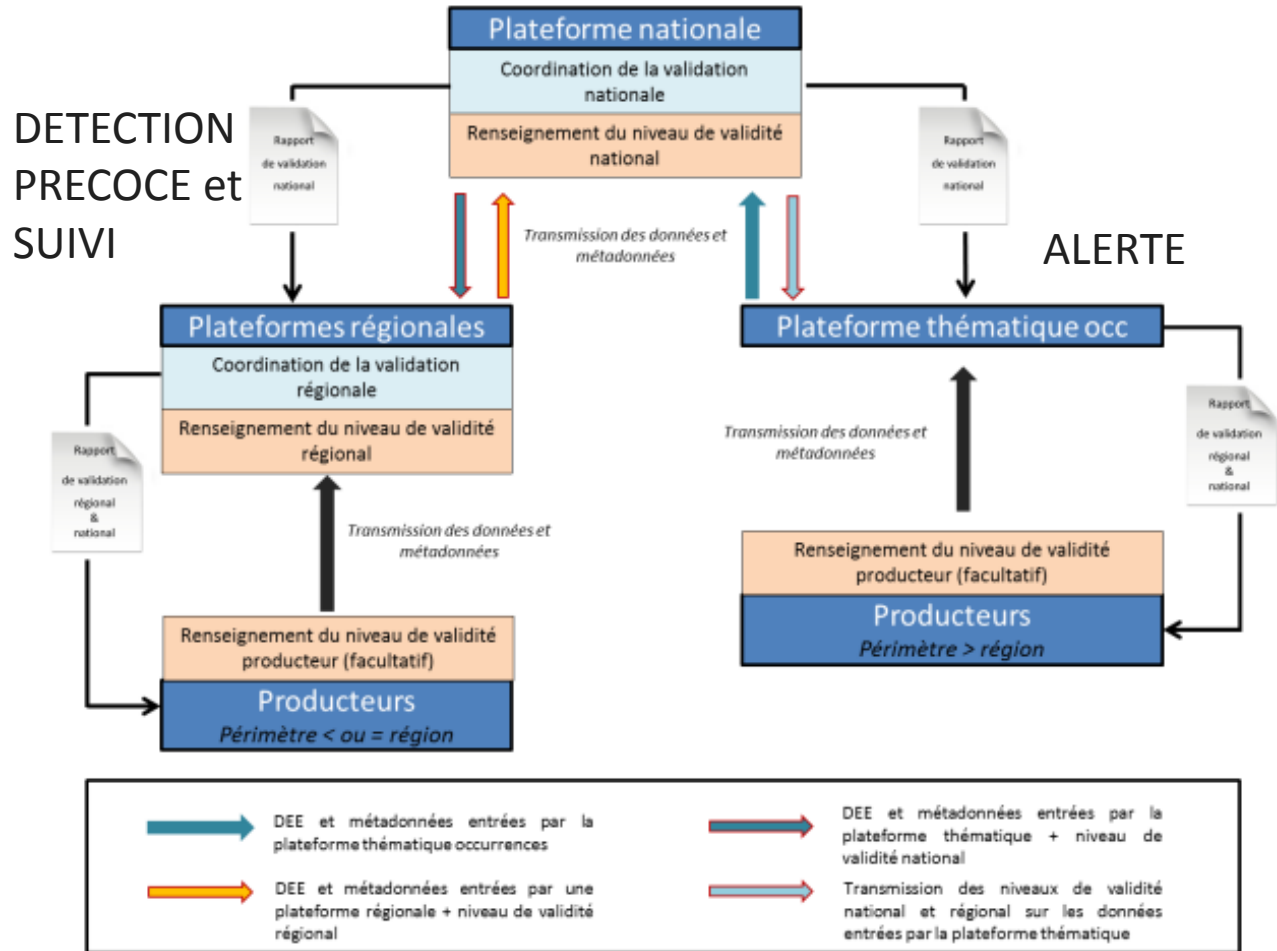 Plateforme nationale
Coordination de la validation
nationale
Renseignement du niveau de validité
national
DETECTION
PRECOCE et
SUIVI
Rapport
de validation
national
Rapport
de validation
national
Transmission des données et
métadonnées
ALERTE
Plateformes régionales
Coordination de la validation
régionale
Renseignement du niveau de validité
régional
Plateforme thématique occ
Rapport
de validation
régional
&
national
Transmission des données et
métadonnées
Rapport
de validation
régional
&
national
Transmission des données et
métadonnées
Renseignement du niveau de validité
producteur (facultatif)
Producteurs
Périmètre < ou = région
Renseignement du niveau de validité
producteur (facultatif)
Producteurs
Périmètre > région
DEE et métadonnées entrées par la
plateforme thématique occurrences
DEE et métadonnées entrées par une
plateforme régionale + niveau de validité
régional
DEE et métadonnées entrées par la
plateforme thématique + niveau de
validité national
Transmission des niveaux de validité
national et régional sur les données
entrées par la plateforme thématique